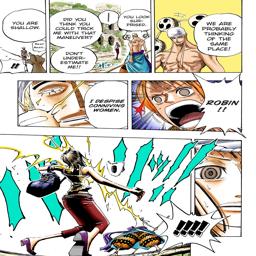 WE ARE
PROBABLY
THINKING
OF THE
SAME
PLACE!
YOU LOOK
SUR-
PRISED.
DID YOU
THINK YOU
COULD TRICK
ME WITH THAT
MANEUVER?
DON'T
UNDER-
ESTIMATE
ME!!
YOU ARE
SHALLOW.
ROBIN
!!
I DESPISE
CONNIVING
WOMEN.
!!!!